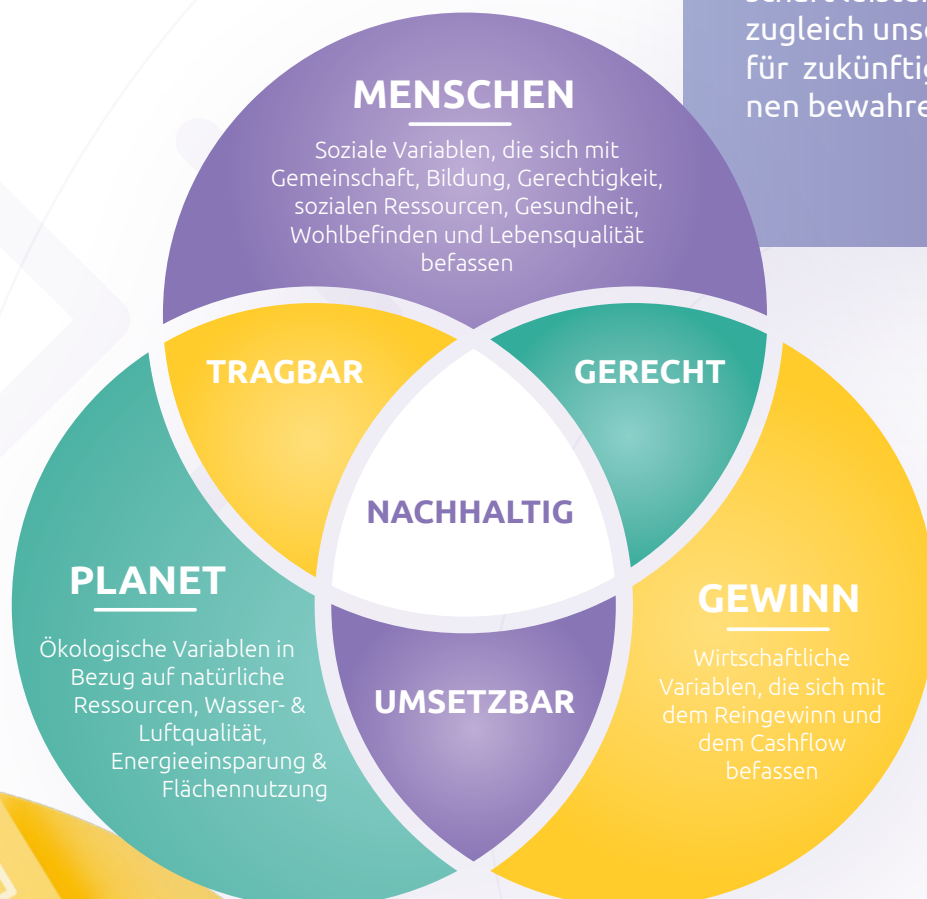 zugleich
für zukünftig
nen bewahre
MENSCHEN
Soziale Variablen, die sich mit
Gemeinschaft, Bildung, Gerechtigkeit,
sozialen Ressourcen, Gesundheit,
Wohlbefinden und Lebensqualität
befassen
TRAGBAR
GERECHT
NACHHALTIG
PLANET
Ökologische Variablen in
Bezug auf natürliche
Ressourcen, Wasser- &
Luftqualität,
Energieeinsparung &
Flächennutzung
GEWINN
Wirtschaftliche
Variablen, die sich mit
dem Reingewinn und
dem Cashflow
befassen
UMSETZBAR